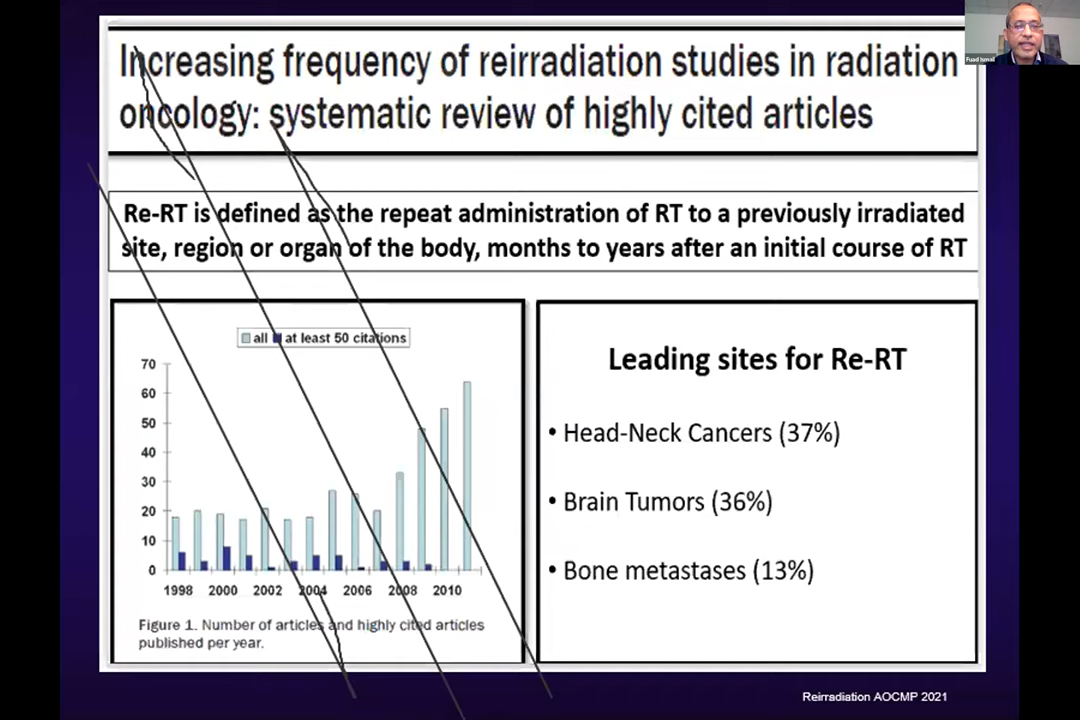 Increasing frequency of reirradiation studies in radiation
oncology: systematic review of highly cited articles
Fuad Ismail
Re-RT is defined as the repeat administration of RT to a previously irradiated
site, region or organ of the body, months to years after an initial course of RT
all at least 50 citations
70
60
50
40
30
20
10
0
1998 2000 2002 2004 2006 2008 2010
Figure 1. Number of articles and highly cited articles
published per year.
Leading sites for Re-RT
• Head-Neck Cancers (37%)
• Brain Tumors (36%)
• Bone metastases (13%)
Reirradiation AOCMP 2021